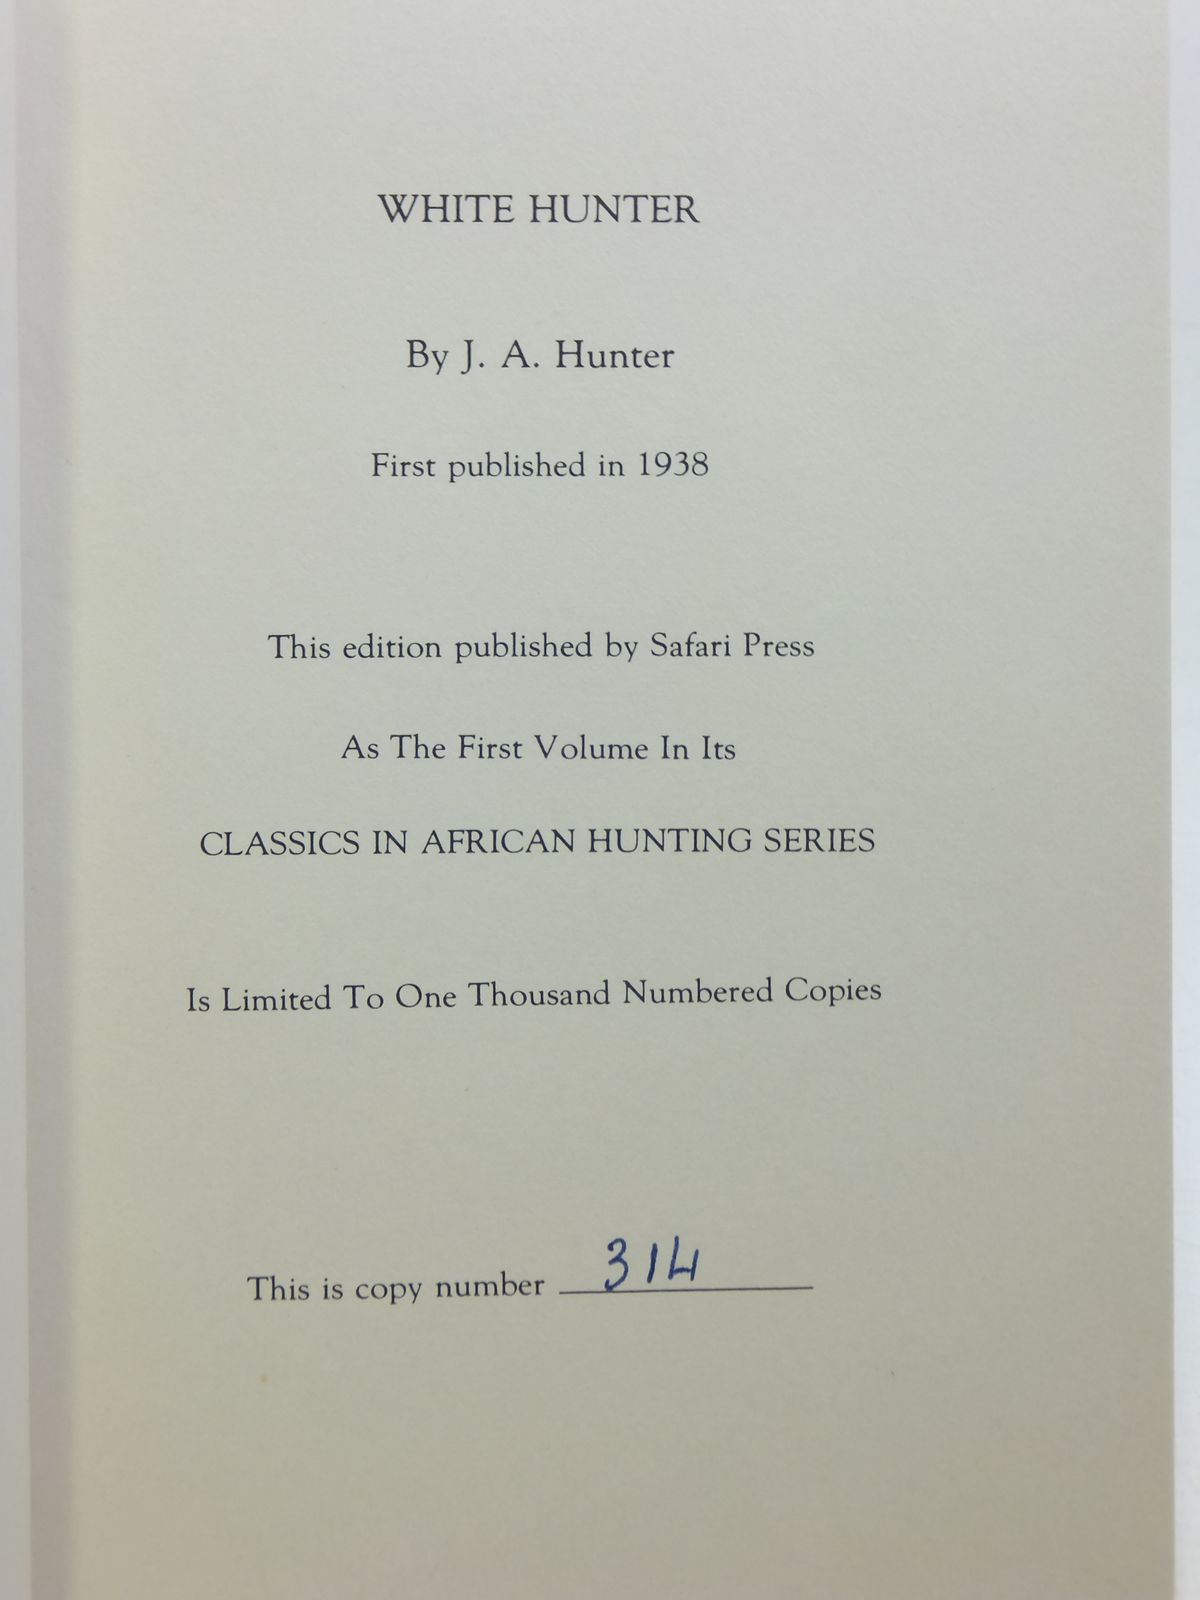 WHITE HUNTER
By J. A. Hunter
First published in 1938
This edition published by Safari Press
As The First Volume In Its
CLASSICS IN AFRICAN HUNTING SERIES
Is Limited To One Thousand Numbered Copies
This is copy number 314